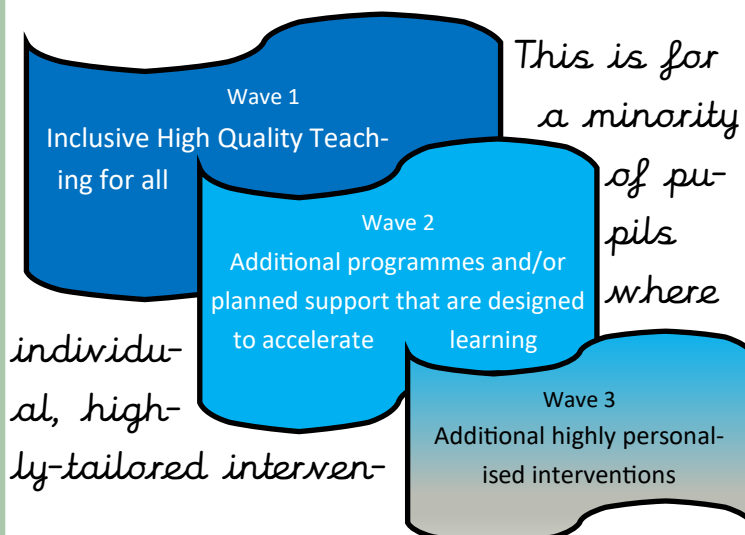 Wave 1
Inclusive High Quality Teach-
ing for all
Wave 2
Additional programmes and/or
planned support that are designed
to accelerate learning
Wave 3
Additional highly personal-
ised interventions
This is for
a minority
of pu-
pils
where
individu-
al, high-
ly-tailored interven-